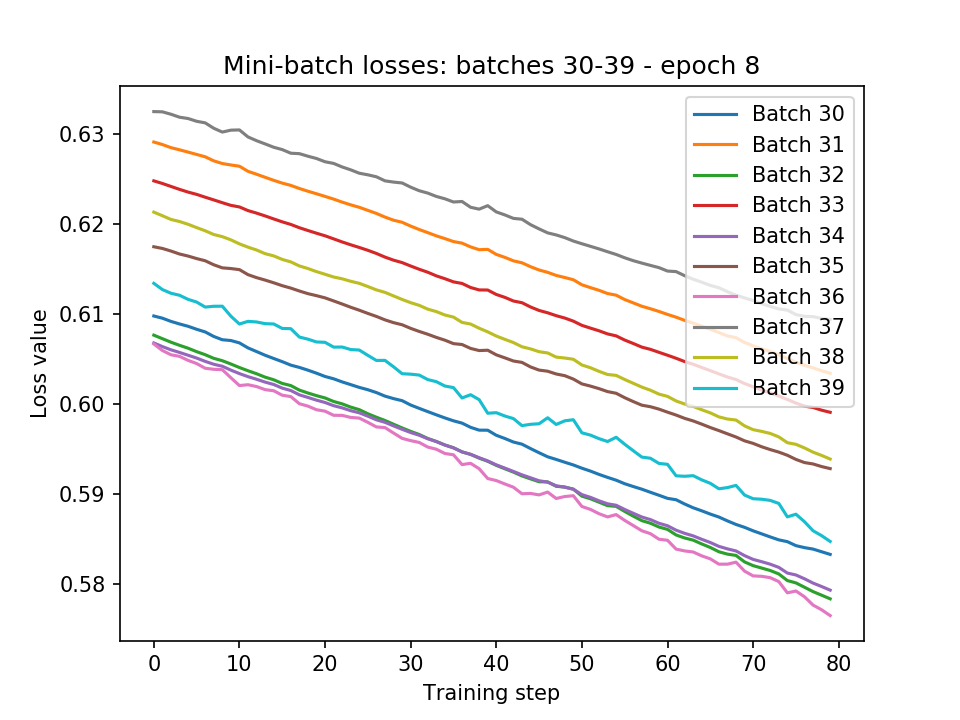 Mini-batch losses: batches 30-39 - epoch 8
Loss value
0.63
0.62
0.61
0.60
0.59
0.58
Batch 30
Batch 31
Batch 32
Batch 33
Batch 34
Batch 35
Batch 36
Batch 37
Batch 38
Batch 39
0 10 20 30 40 50 60 70 80
Training step